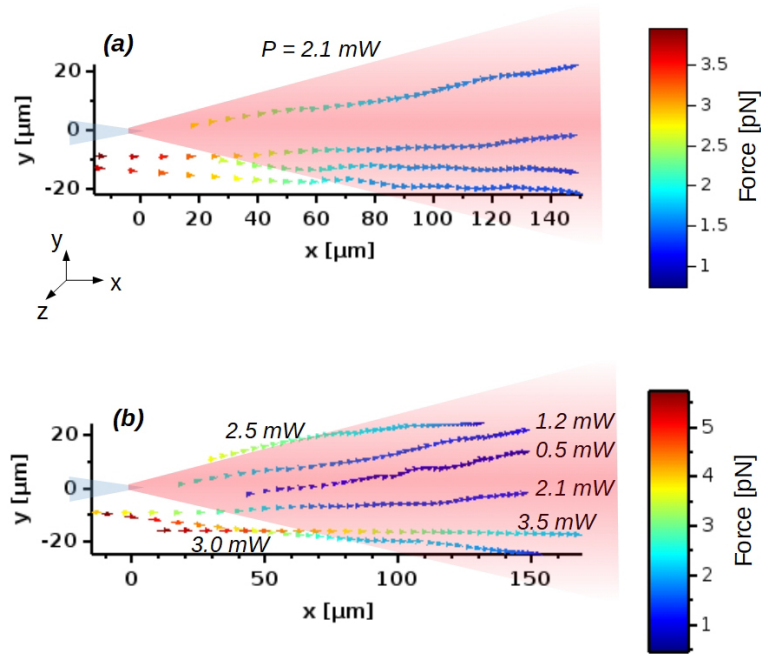 (a)
P = 2.1 mW
20
0
-20
y [μm]
0
20
40
60
80
100
120
140
x [μm]
3.5
3
2.5
2
1.5
1
Force [pN]
y
x
z
(b)
2.5 mW
1.2 mW
0.5 mW
2.1 mW
3.5 mW
3.0 mW
20
0
-20
y [μm]
0
50
100
150
x [μm]
5
4
3
2
1
Force [pN]